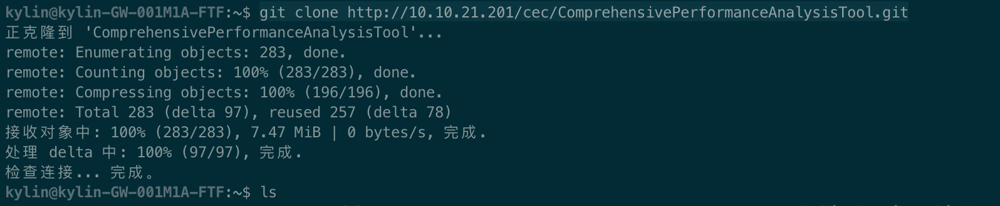 kylin@kylin-GW-001M1A-FTF:~$ git clone http://10.10.21.201/cec/ComprehensivePerformanceAnalysisTool.git
正克隆到 'ComprehensivePerformanceAnalysisTool'...
remote: Enumerating objects: 283, done.
remote: Counting objects: 100% (283/283), done.
remote: Compressing objects: 100% (196/196), done.
remote: Total 283 (delta 97), reused 257 (delta 78)
接收对象中: 100% (283/283), 7.47 MiB | 0 bytes/s, 完成.
处理 delta 中: 100% (97/97), 完成.
检查连接... 完成。
kylin@kylin-GW-001M1A-FTF:~$ ls